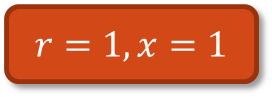 r = 1, x = 1